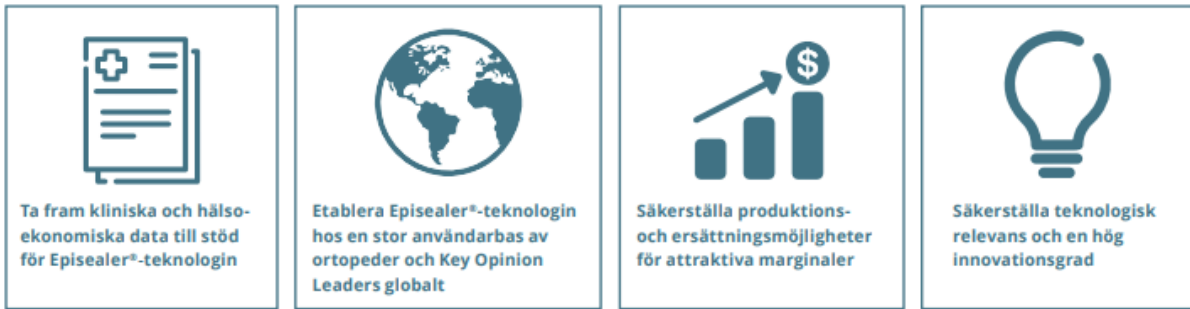 $
Ta fram kliniska och hälso-
ekonomiska data till stöd
för Episealer®-teknologin
Etablera Episealer®-teknologin
hos en stor användarbas av
ortopeder och Key Opinion
Leaders globalt
Säkerställa produktions-
och ersättningsmöjligheter
för attraktiva marginaler
Säkerställa teknologisk
relevans och en hög
innovationsgrad